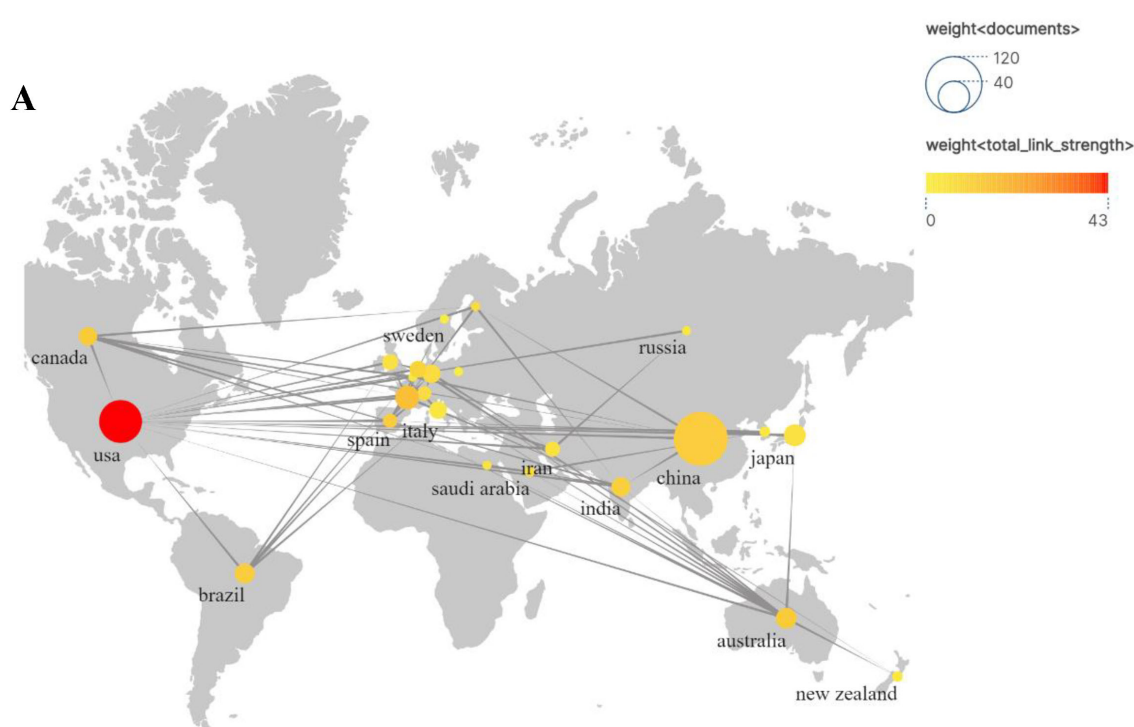 weight<documents>
120
40
A
weight<total_link_strength>
0 43
sweden
canada
russia
spain italy
usa
japan
iran
china
saudi arabia
india
brazil
australia
new zealand